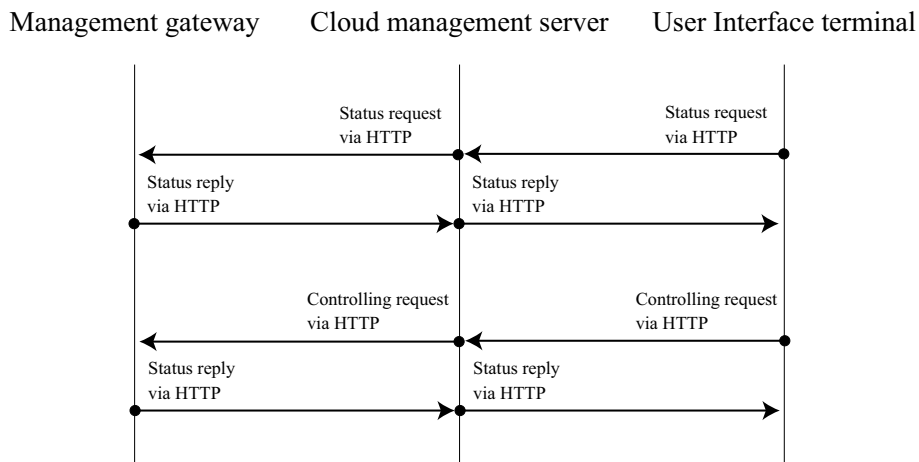 Management gateway
Cloud management server
User Interface terminal
Status request
via HTTP
Status request
via HTTP
Status reply
via HTTP
Status reply
via HTTP
Controlling request
via HTTP
Controlling request
via HTTP
Status reply
via HTTP
Status reply
via HTTP